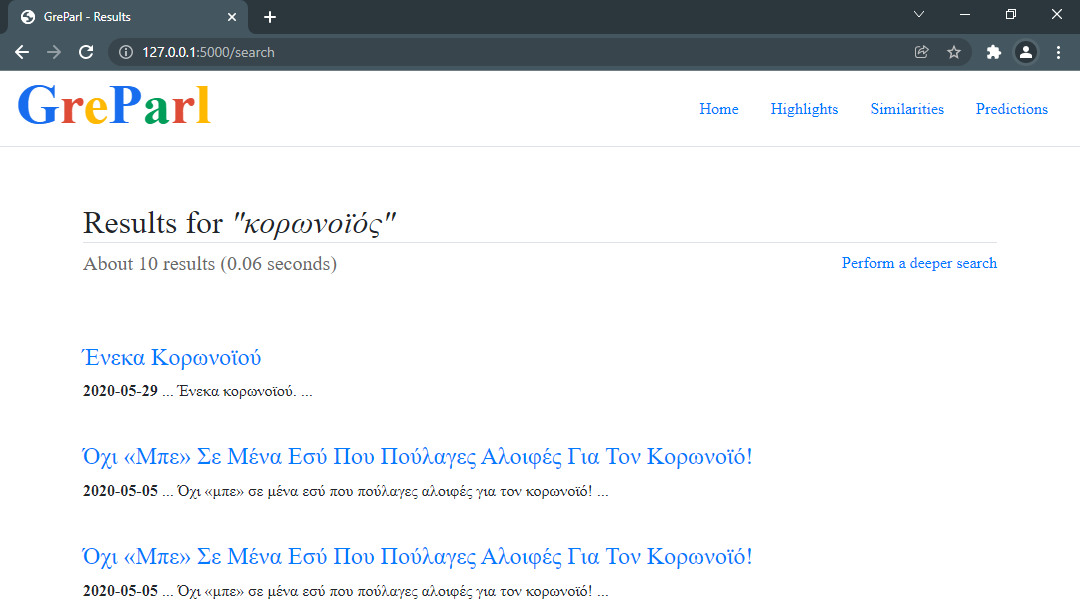 GreParl - Results
127.0.0.1:5000/search
GreParl
Home Highlights Similarities Predictions
Results for "κορωνοϊός"
About 10 results (0.06 seconds) Perform a deeper search
Ένεκα Κορωνοϊού
2020-05-29 ... Ένεκα κορωνοϊού. ...
Όχι «Μπε» Σε Μένα Εσύ Που Πούλαγες Αλοιφές Για Τον Κορωνοϊό!
2020-05-05 ... Όχι «μπε» σε μένα εσύ που πούλαγες αλοιφές για τον κορωνοϊό! ...
Όχι «Μπε» Σε Μένα Εσύ Που Πούλαγες Αλοιφές Για Τον Κορωνοϊό!
2020-05-05 ... Όχι «μπε» σε μένα εσύ που πούλαγες αλοιφές για τον κορωνοϊό! ...